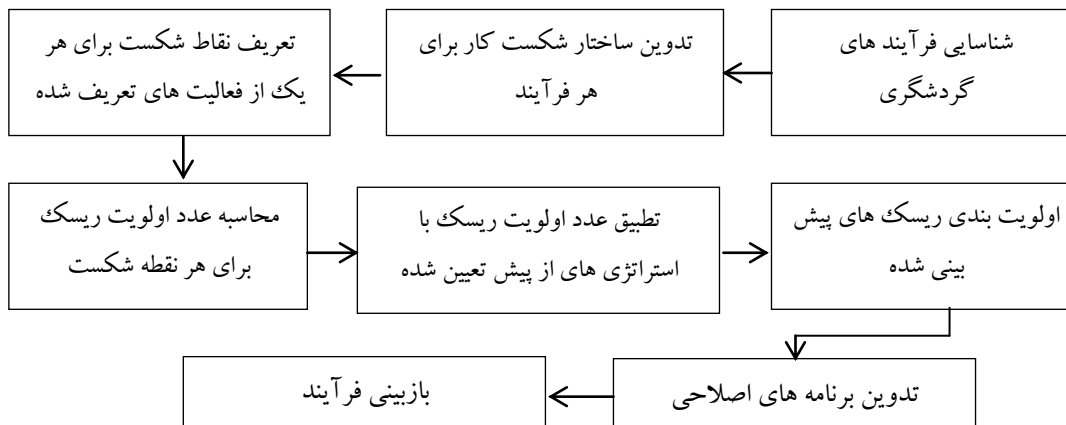 شناسایی فرآیند های
گردشگری
تدوین ساختار شکست کار برای
هر فرآیند
تعریف نقاط شکست برای هر
یک از فعالیت های تعریف شده
محاسبه عدد اولویت ریسک
برای هر نقطه شکست
تطبیق عدد اولویت ریسک با
استراتژی های از پیش تعیین شده
اولویت بندی ریسک های پیش
بینی شده
تدوین برنامه های اصلاحی
بازبینی فرآیند